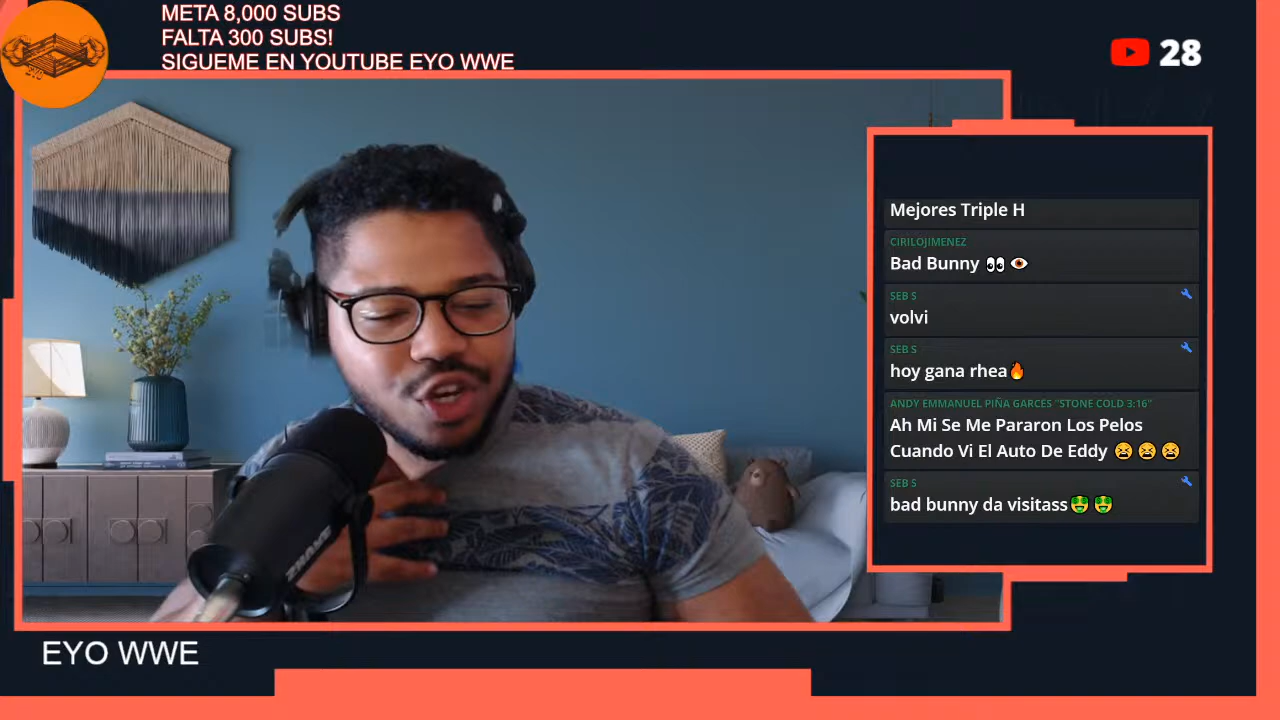 META 8,000 SUBS
FALTA 300 SUBS!
SIGUEME EN YOUTUBE EYO WWE
28
Mejores Triple H
CIRILOJIMENEZ
Bad Bunny 👀 👁
SEB S
volvi
SEB S
hoy gana rhea🔥
ANDY EMMANUEL PIÑA GARCES "STONE COLD 3:16"
Ah Mi Se Me Pararon Los Pelos
Cuando Vi El Auto De Eddy 😫 😫 😫
SEB S
bad bunny da visitass🤑 🤑
EYO WWE